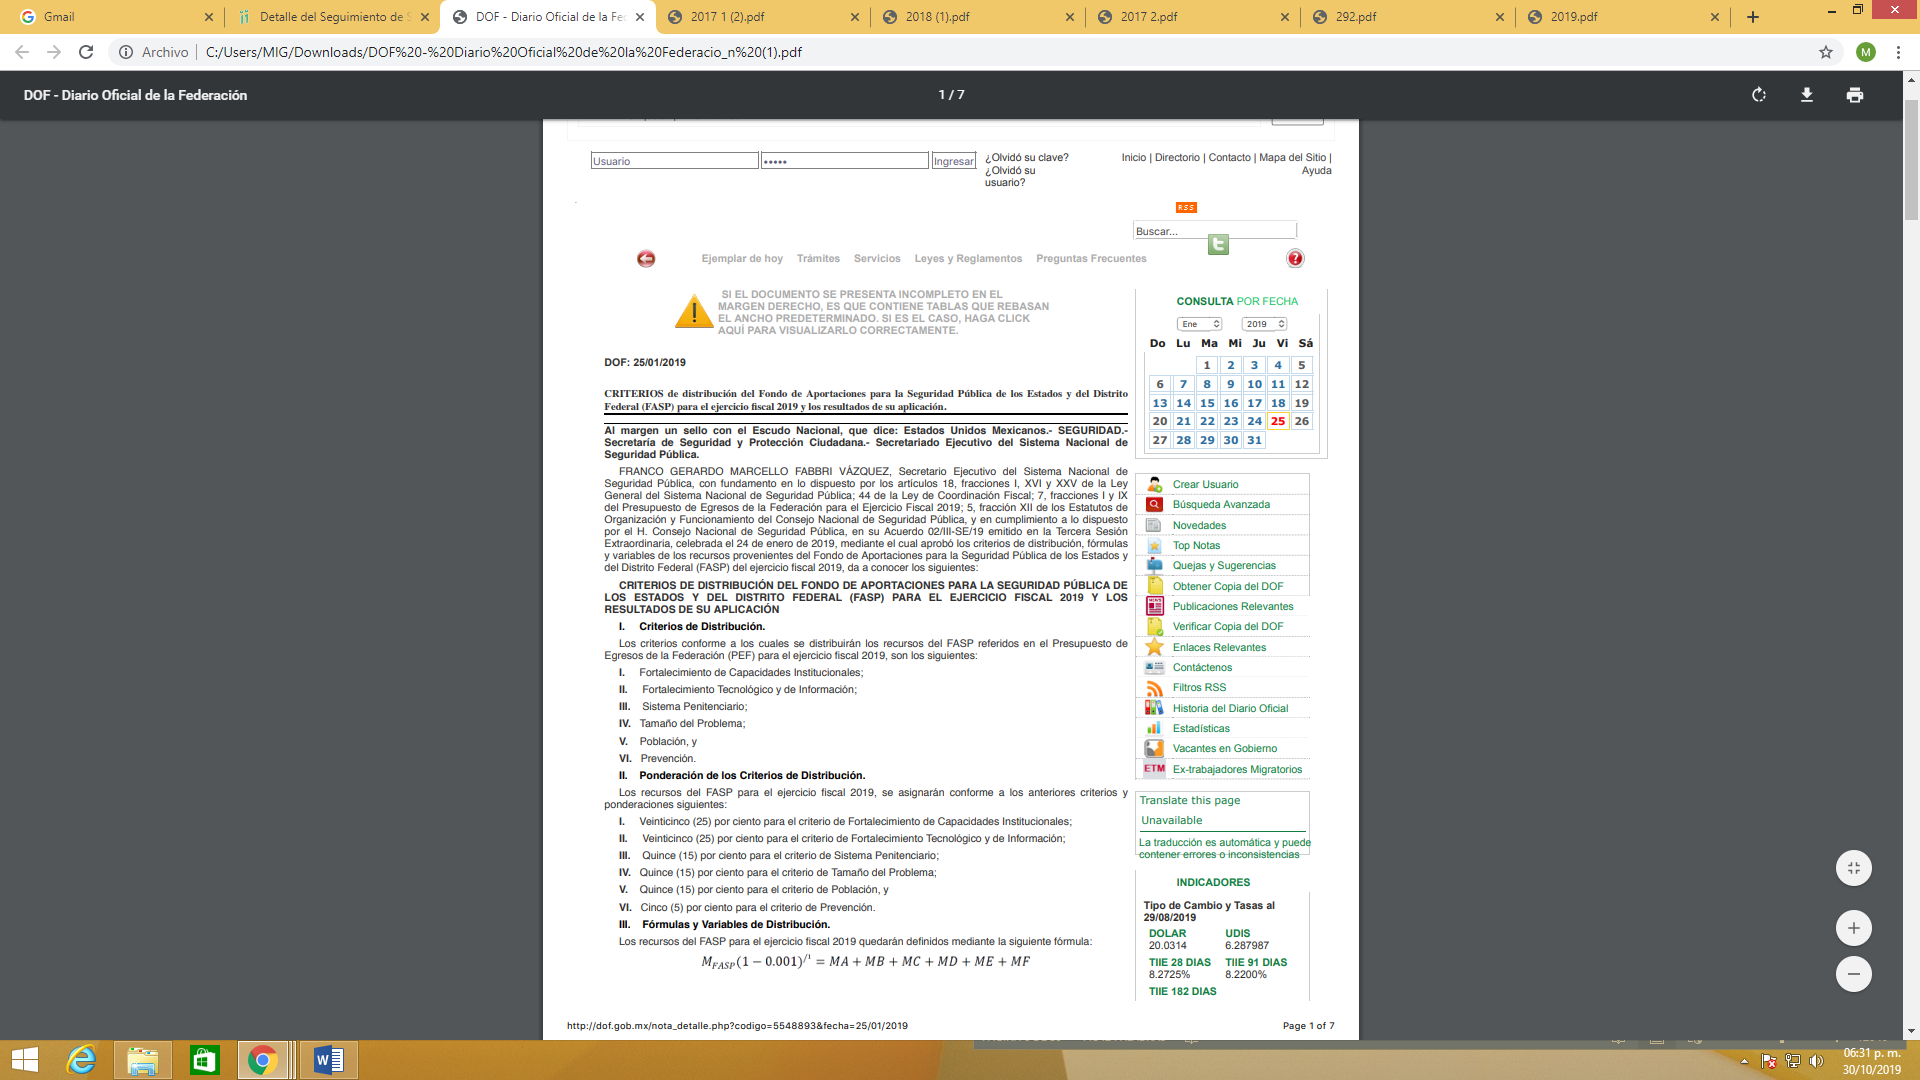 Gmail
Detalle del Seguimiento de S
DOF - Diario Oficial de la Fe
2017 1 (2).pdf
2018 (1).pdf
2017 2.pdf
292.pdf
2019.pdf
Archivo
C:/Users/MIG/Downloads/DOF%20-%20Diario%20Oficial%20de%20la%20Federacio_n%20(1).pdf
M
DOF - Diario Oficial de la Federación
1 / 7
Usuario
•••••
Ingresar
¿Olvidó su clave?
¿Olvidó su
usuario?
Inicio | Directorio | Contacto | Mapa del Sitio |
Ayuda
RSS
Buscar...
Ejemplar de hoy Trámites Servicios Leyes y Reglamentos Preguntas Frecuentes
SI EL DOCUMENTO SE PRESENTA INCOMPLETO EN EL
MARGEN DERECHO, ES QUE CONTIENE TABLAS QUE REBASAN
EL ANCHO PREDETERMINADO. SI ES EL CASO, HAGA CLICK
AQUÍ PARA VISUALIZARLO CORRECTAMENTE.
DOF: 25/01/2019
CRITERIOS de distribución del Fondo de Aportaciones para la Seguridad Pública de los Estados y del Distrito
Federal (FASP) para el ejercicio fiscal 2019 y los resultados de su aplicación.
Al margen un sello con el Escudo Nacional, que dice: Estados Unidos Mexicanos.- SEGURIDAD.-
Secretaría de Seguridad y Protección Ciudadana.- Secretariado Ejecutivo del Sistema Nacional de
Seguridad Pública.
FRANCO GERARDO MARCELLO FABBRI VÁZQUEZ, Secretario Ejecutivo del Sistema Nacional de
Seguridad Pública, con fundamento en lo dispuesto por los artículos 18, fracciones I, XVI y XXV de la Ley
General del Sistema Nacional de Seguridad Pública; 44 de la Ley de Coordinación Fiscal; 7, fracciones I y IX
del Presupuesto de Egresos de la Federación para el Ejercicio Fiscal 2019; 5, fracción XII de los Estatutos de
Organización y Funcionamiento del Consejo Nacional de Seguridad Pública, y en cumplimiento a lo dispuesto
por el H. Consejo Nacional de Seguridad Pública, en su Acuerdo 02/III-SE/19 emitido en la Tercera Sesión
Extraordinaria, celebrada el 24 de enero de 2019, mediante el cual aprobó los criterios de distribución, fórmulas
y variables de los recursos provenientes del Fondo de Aportaciones para la Seguridad Pública de los Estados y
del Distrito Federal (FASP) del ejercicio fiscal 2019, da a conocer los siguientes:
CRITERIOS DE DISTRIBUCIÓN DEL FONDO DE APORTACIONES PARA LA SEGURIDAD PÚBLICA DE
LOS ESTADOS Y DEL DISTRITO FEDERAL (FASP) PARA EL EJERCICIO FISCAL 2019 Y LOS
RESULTADOS DE SU APLICACIÓN
I. Criterios de Distribución.
Los criterios conforme a los cuales se distribuirán los recursos del FASP referidos en el Presupuesto de
Egresos de la Federación (PEF) para el ejercicio fiscal 2019, son los siguientes:
I. Fortalecimiento de Capacidades Institucionales;
II. Fortalecimiento Tecnológico y de Información;
III. Sistema Penitenciario;
IV. Tamaño del Problema;
V. Población, y
VI. Prevención.
II. Ponderación de los Criterios de Distribución.
Los recursos del FASP para el ejercicio fiscal 2019, se asignarán conforme a los anteriores criterios y
ponderaciones siguientes:
I. Veinticinco (25) por ciento para el criterio de Fortalecimiento de Capacidades Institucionales;
II. Veinticinco (25) por ciento para el criterio de Fortalecimiento Tecnológico y de Información;
III. Quince (15) por ciento para el criterio de Sistema Penitenciario;
IV. Quince (15) por ciento para el criterio de Tamaño del Problema;
V. Quince (15) por ciento para el criterio de Población, y
VI. Cinco (5) por ciento para el criterio de Prevención.
III. Fórmulas y Variables de Distribución.
Los recursos del FASP para el ejercicio fiscal 2019 quedarán definidos mediante la siguiente fórmula:
M_FASP(1 − 0.001)^/1 = MA + MB + MC + MD + ME + MF
CONSULTA POR FECHA
Ene 2019
Do Lu Ma Mi Ju Vi Sá
1 2 3 4 5
6 7 8 9 10 11 12
13 14 15 16 17 18 19
20 21 22 23 24 25 26
27 28 29 30 31
Crear Usuario
Búsqueda Avanzada
Novedades
Top Notas
Quejas y Sugerencias
Obtener Copia del DOF
Publicaciones Relevantes
Verificar Copia del DOF
Enlaces Relevantes
Contáctenos
Filtros RSS
Historia del Diario Oficial
Estadísticas
Vacantes en Gobierno
ETM Ex-trabajadores Migratorios
Translate this page
Unavailable
La traducción es automática y puede
contener errores o inconsistencias
INDICADORES
Tipo de Cambio y Tasas al
29/08/2019
DOLAR UDIS
20.0314 6.287987
TIIE 28 DIAS TIIE 91 DIAS
8.2725% 8.2200%
TIIE 182 DIAS
http://dof.gob.mx/nota_detalle.php?codigo=5548893&fecha=25/01/2019
Page 1 of 7
06:31 p. m.
30/10/2019